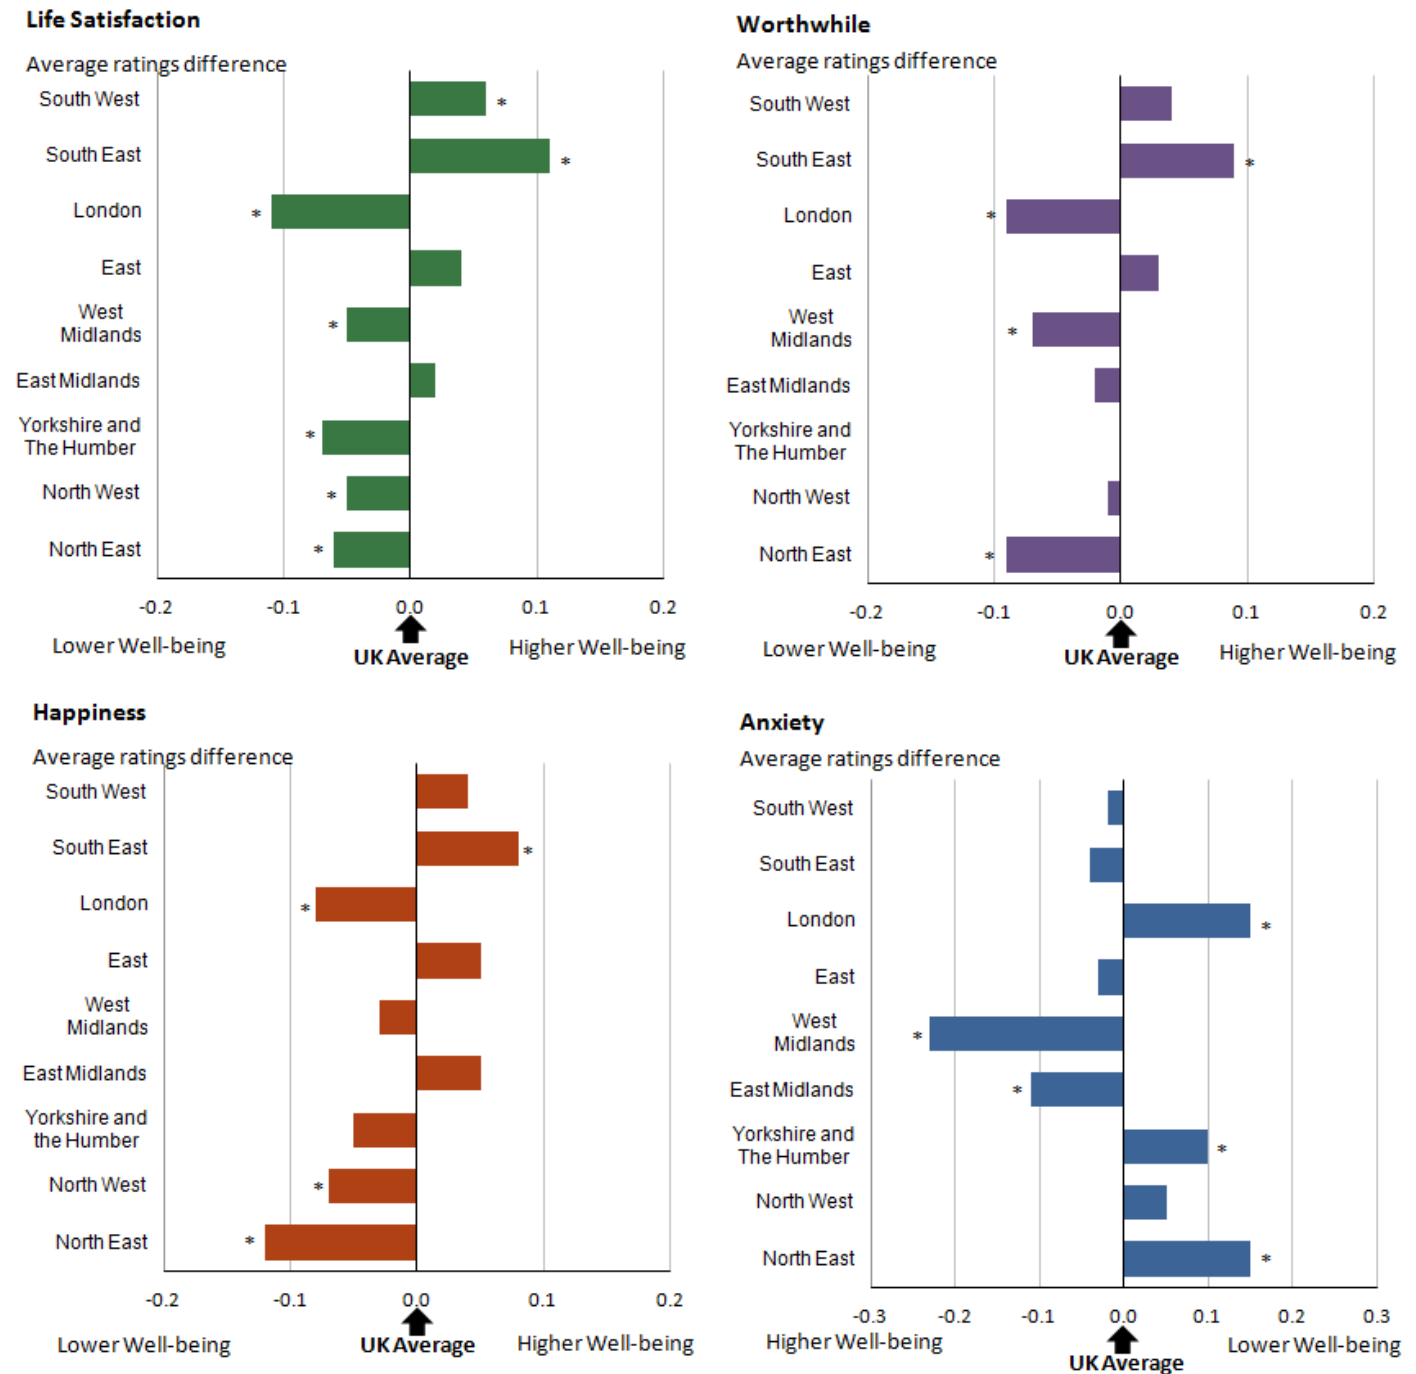 Life Satisfaction
Average ratings difference
South West
*
South East
*
London
*
East
West
Midlands
*
East Midlands
Yorkshire and
The Humber
*
North West
*
North East
*
-0.2 -0.1 0.0 0.1 0.2
Lower Well-being
UK Average
Higher Well-being
Worthwhile
Average ratings difference
South West
South East
*
London
*
East
West
Midlands
*
East Midlands
Yorkshire and
The Humber
North West
North East
*
-0.2 -0.1 0.0 0.1 0.2
Lower Well-being
UK Average
Higher Well-being
Happiness
Average ratings difference
South West
South East
*
London
*
East
West
Midlands
East Midlands
Yorkshire and
the Humber
North West
*
North East
*
-0.2 -0.1 0.0 0.1 0.2
Lower Well-being
UK Average
Higher Well-being
Anxiety
Average ratings difference
South West
South East
London
*
East
West
Midlands
*
East Midlands
*
Yorkshire and
The Humber
*
North West
North East
*
-0.3 -0.2 -0.1 0.0 0.1 0.2 0.3
Higher Well-being
UK Average
Lower Well-being